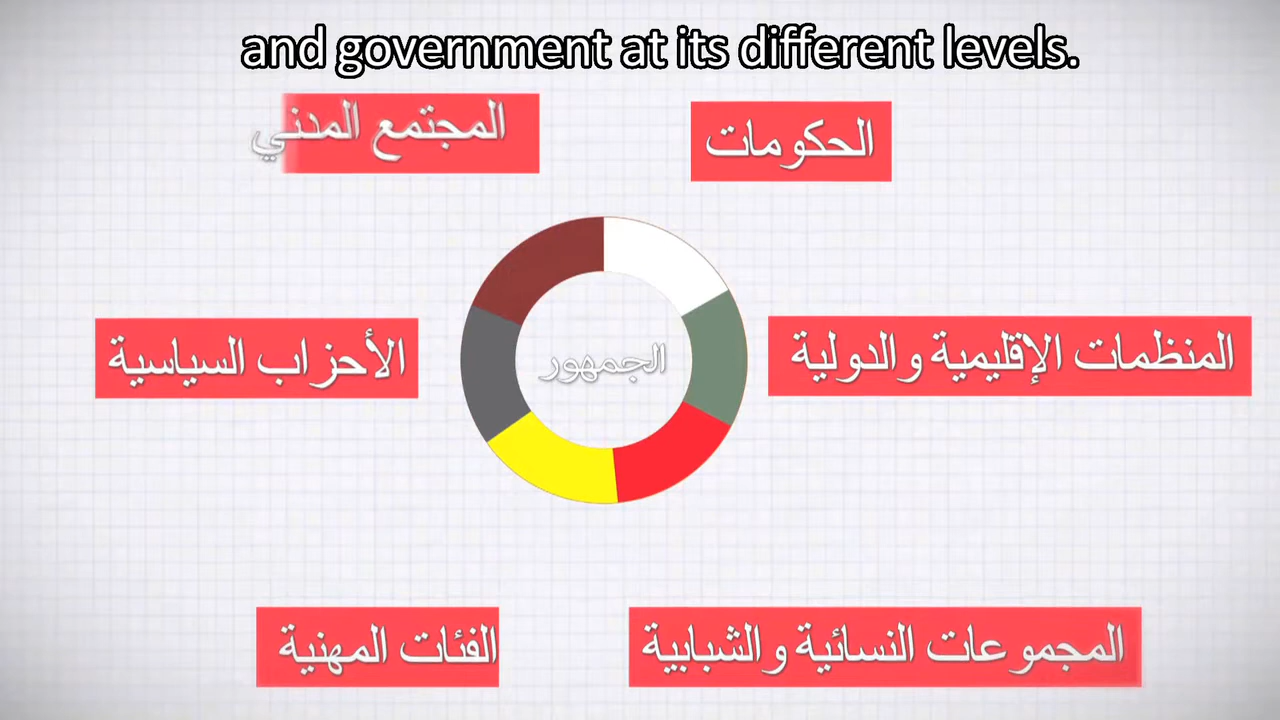 and government at its different levels.
الحكومات
المجتمع المدني
المنظمات الإقليمية والدولية
الجمهور
الأحزاب السياسية
المجموعات النسائية والشبابية
الفئات المهنية